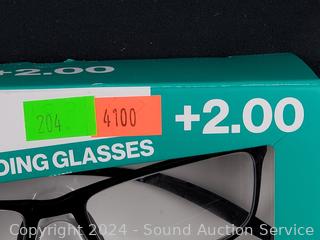 +2.00
204
4100
+2.00
DING GLASSES
Copyright 2024 - Sound Auction Service